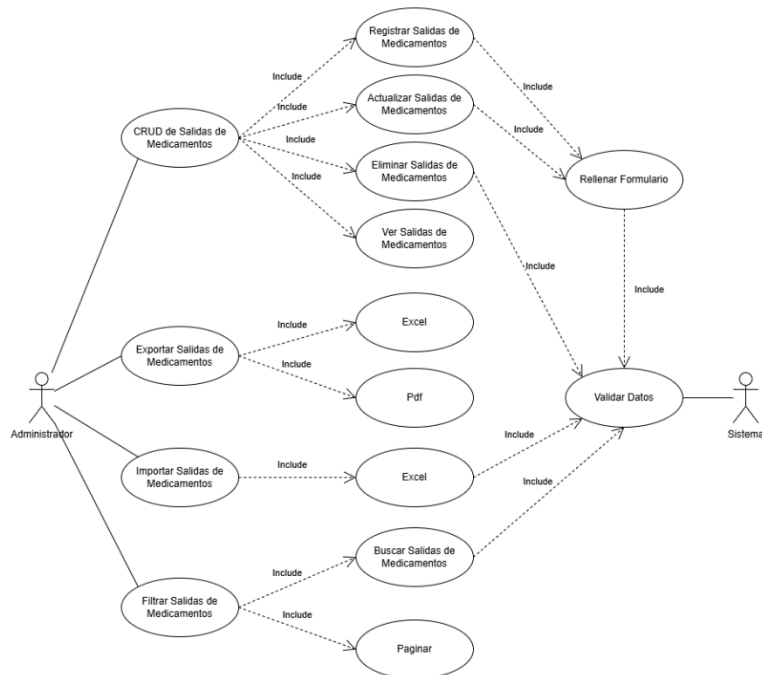 Registrar Salidas de
Medicamentos
Include
Include
Actualizar Salidas de
Medicamentos
Include
Include
CRUD de Salidas de
Medicamentos
Include
Eliminar Salidas de
Medicamentos
Rellenar Formulario
Include
Ver Salidas de
Medicamentos
Include
Include
Exportar Salidas de
Medicamentos
Include
Excel
Include
Pdf
Validar Datos
Administrador
Sistema
Include
Importar Salidas de
Medicamentos
Include
Excel
Include
Buscar Salidas de
Medicamentos
Include
Filtrar Salidas de
Medicamentos
Include
Paginar